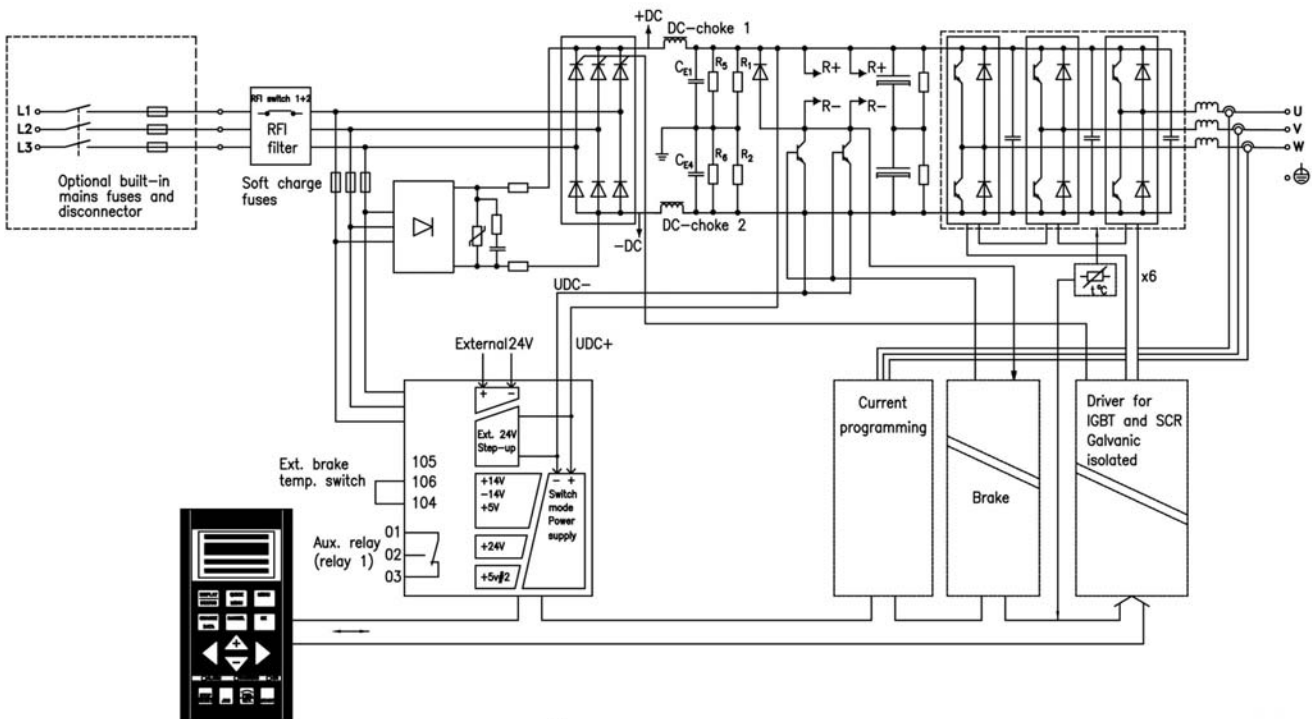 +DC
DC-choke 1
L1
L2
L3
RFI switch 1+2
RFI
filter
Optional built-in
mains fuses and
disconnector
Soft charge
fuses
CE1
R5
R1
R+
R+
R-
R-
CE4
R6
R2
DC-choke 2
-DC
U
V
W
t°C
x6
UDC-
UDC+
External 24V
+ -
Ext. 24V
Step-up
105
106
104
Ext. brake
temp. switch
+14V
-14V
+5V
- +
Switch
mode
Power
supply
01
02
03
Aux. relay
(relay 1)
+24V
Current
programming
Brake
Driver for
IGBT and SCR
Galvanic
isolated
+
-